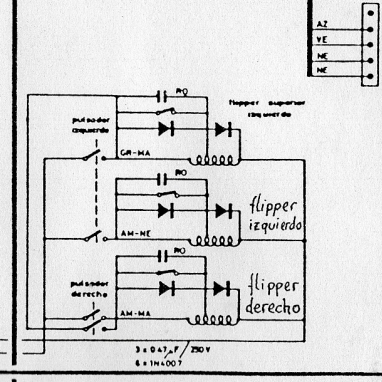 AZ
VE
NE
NE
RO
flipper superior
izquierdo
pulsador
izquierdo
GR-MA
RO
flipper
izquierdo
AM-NE
RO
pulsador
derecho
flipper
derecho
AM-MA
3 x 0.47 µF / 250 V
6 x 1N4007